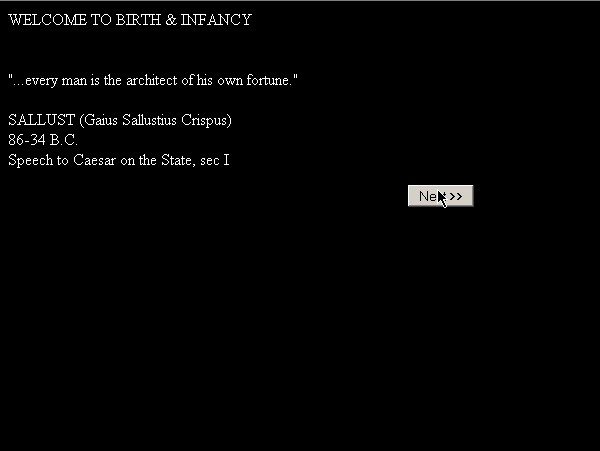 WELCOME TO BIRTH & INFANCY
"...every man is the architect of his own fortune."
SALLUST (Gaius Sallustius Crispus)
86-34 B.C.
Speech to Caesar on the State, sec I
>>